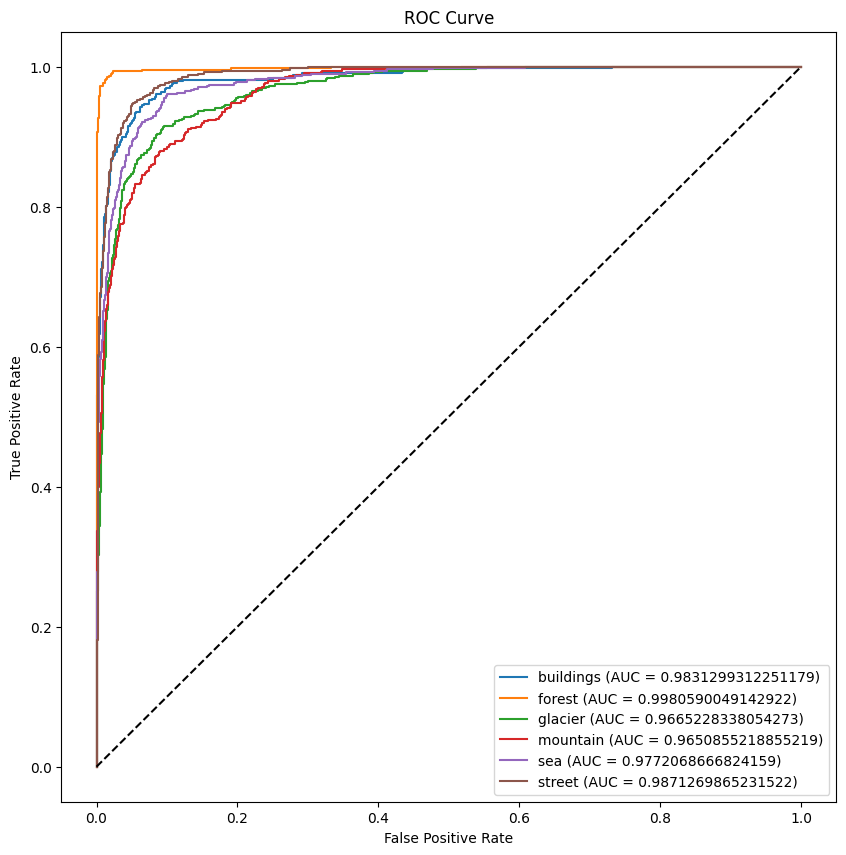 ROC Curve
1.0
0.8
0.6
0.4
0.2
0.0
True Positive Rate
buildings (AUC = 0.9831299312251179)
forest (AUC = 0.9980590049142922)
glacier (AUC = 0.9665228338054273)
mountain (AUC = 0.9650855218855219)
sea (AUC = 0.9772068666824159)
street (AUC = 0.9871269865231522)
0.0 0.2 0.4 0.6 0.8 1.0
False Positive Rate